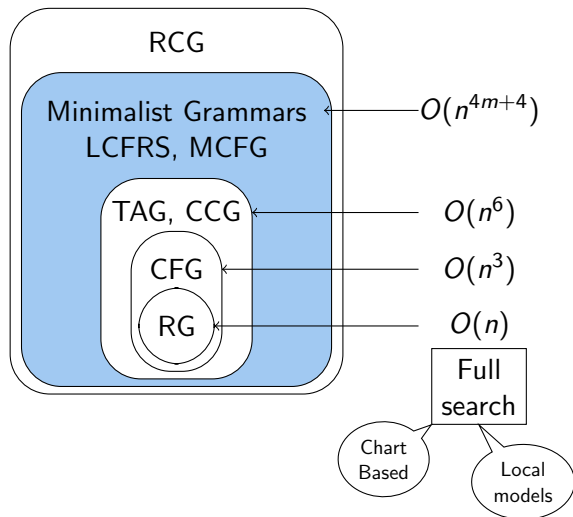 RCG
Minimalist Grammars
LCFRS, MCFG
O(n^{4m+4})
TAG, CCG
O(n^6)
CFG
O(n^3)
RG
O(n)
Full
search
Chart
Based
Local
models